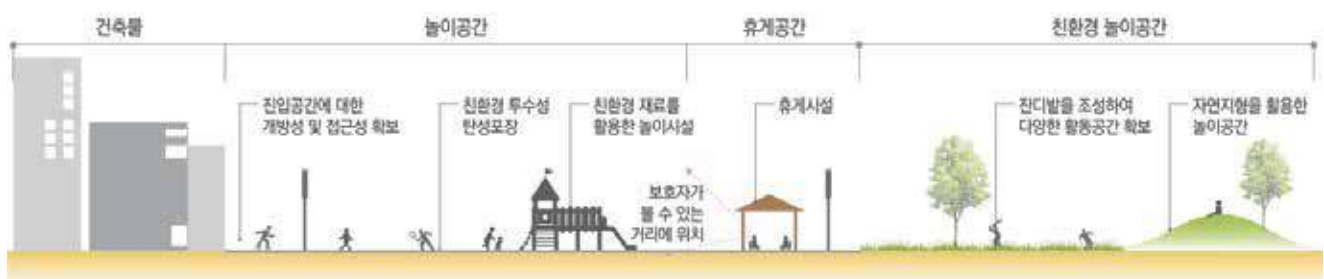 건축물
놀이공간
휴게공간
친환경 놀이공간
진입공간에 대한
개방성 및 접근성 확보
친환경 투수성
탄성포장
친환경 재료를
활용한 놀이시설
휴게시설
잔디밭을 조성하여
다양한 활동공간 확보
자연지형을 활용한
놀이공간
보호자가
볼 수 있는
거리에 위치